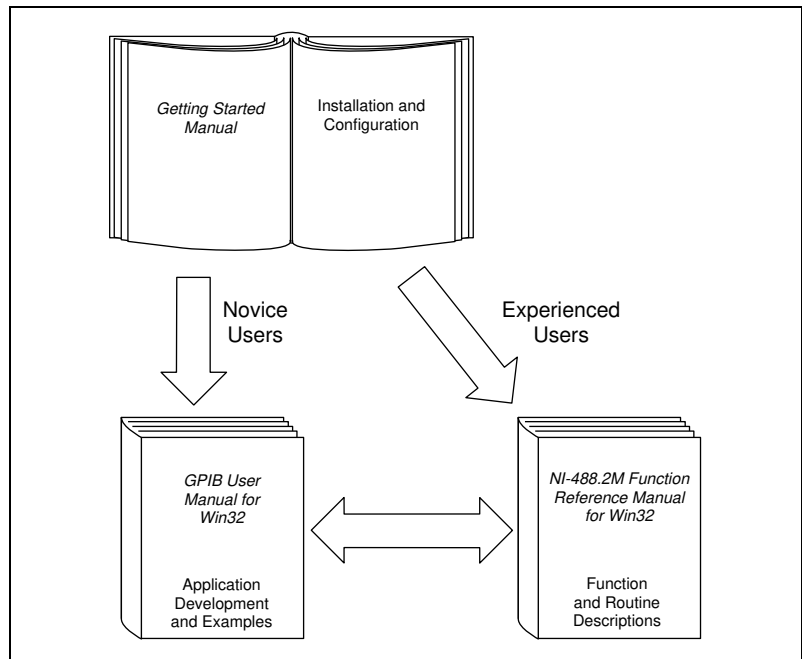 Getting Started
Manual
Installation and
Configuration
Novice
Users
Experienced
Users
GPIB User
Manual for
Win32
Application
Development
and Examples
NI-488.2M Function
Reference Manual
for Win32
Function
and Routine
Descriptions